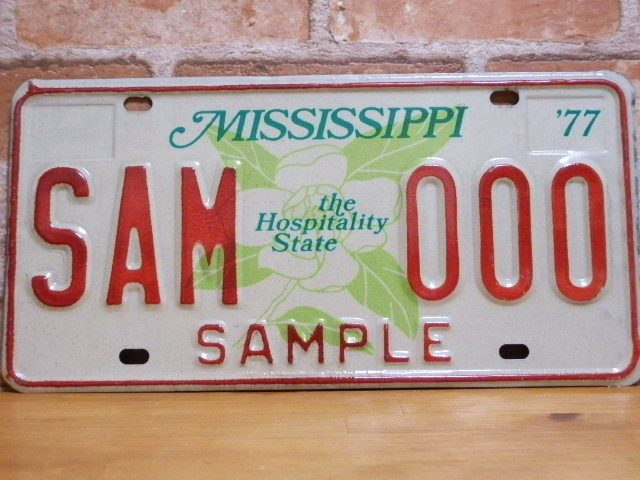 MISSISSIPPI '77
SAM 000
the
Hospitality
State
SAMPLE